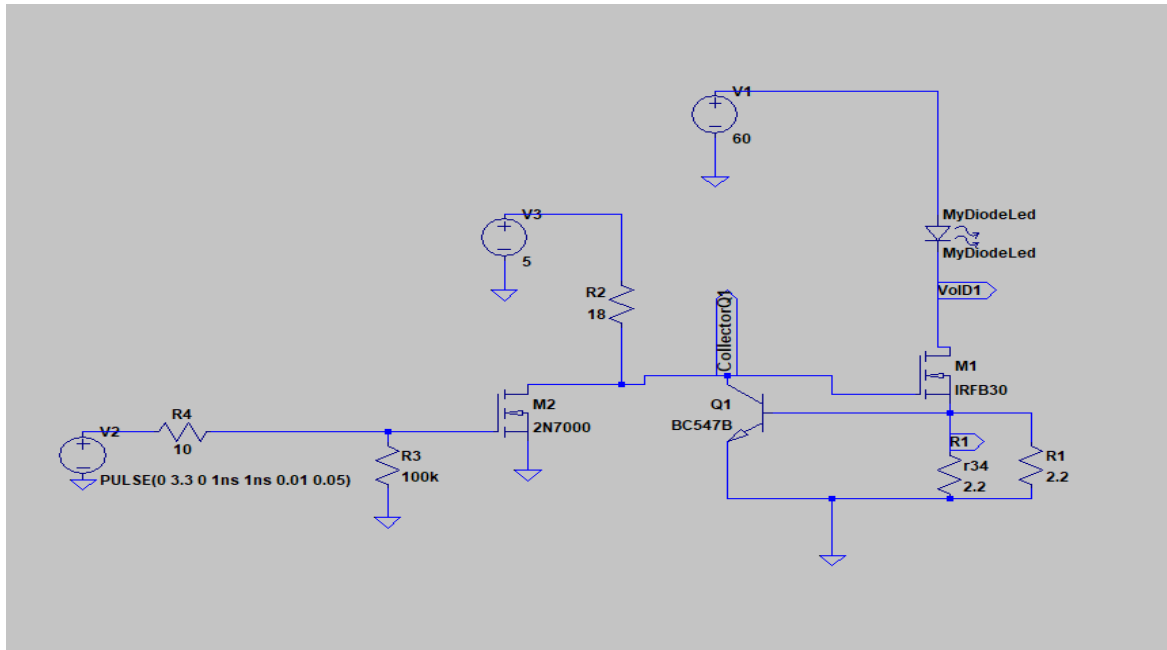 V1
60
MyDiodeLed
MyDiodeLed
V3
5
R2
18
CollectorQ1
VolD1
M1
IRFB30
M2
2N7000
Q1
BC547B
R4
10
V2
PULSE(0 3.3 0 1ns 1ns 0.01 0.05)
R3
100k
R1
r34
2.2
R1
2.2